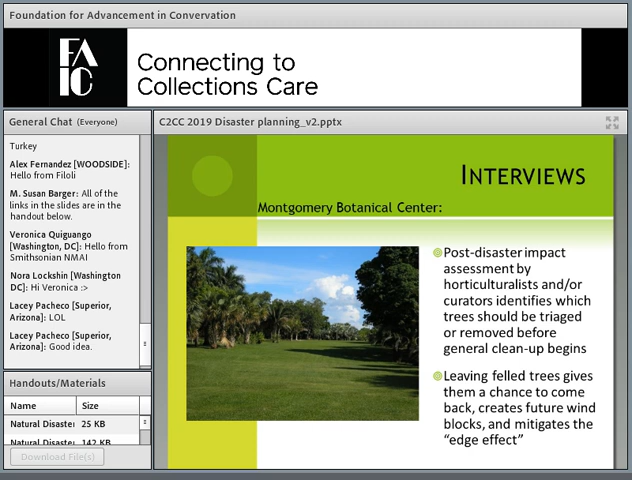 Foundation for Advancement in Convervation
FA
IC
Connecting to
Collections Care
General Chat (Everyone)
Turkey
Alex Fernandez [WOODSIDE]:
Hello from Filoli
M. Susan Barger: All of the
links in the slides are in the
handout below.
Veronica Quiguango
[Washington, DC]: Hello from
Smithsonian NMAI
Nora Lockshin [Washington
DC]: Hi Veronica :>
Lacey Pacheco [Superior,
Arizona]: LOL
Lacey Pacheco [Superior,
Arizona]: Good idea.
Handouts/Materials
Name Size
Natural Disaster 25 KB
Natural Disaster 142 KB
Download File(s)
C2CC 2019 Disaster planning_v2.pptx
INTERVIEWS
Montgomery Botanical Center:
Post-disaster impact
assessment by
horticulturalists and/or
curators identifies which
trees should be triaged
or removed before
general clean-up begins
Leaving felled trees gives
them a chance to come
back, creates future wind
blocks, and mitigates the
“edge effect”